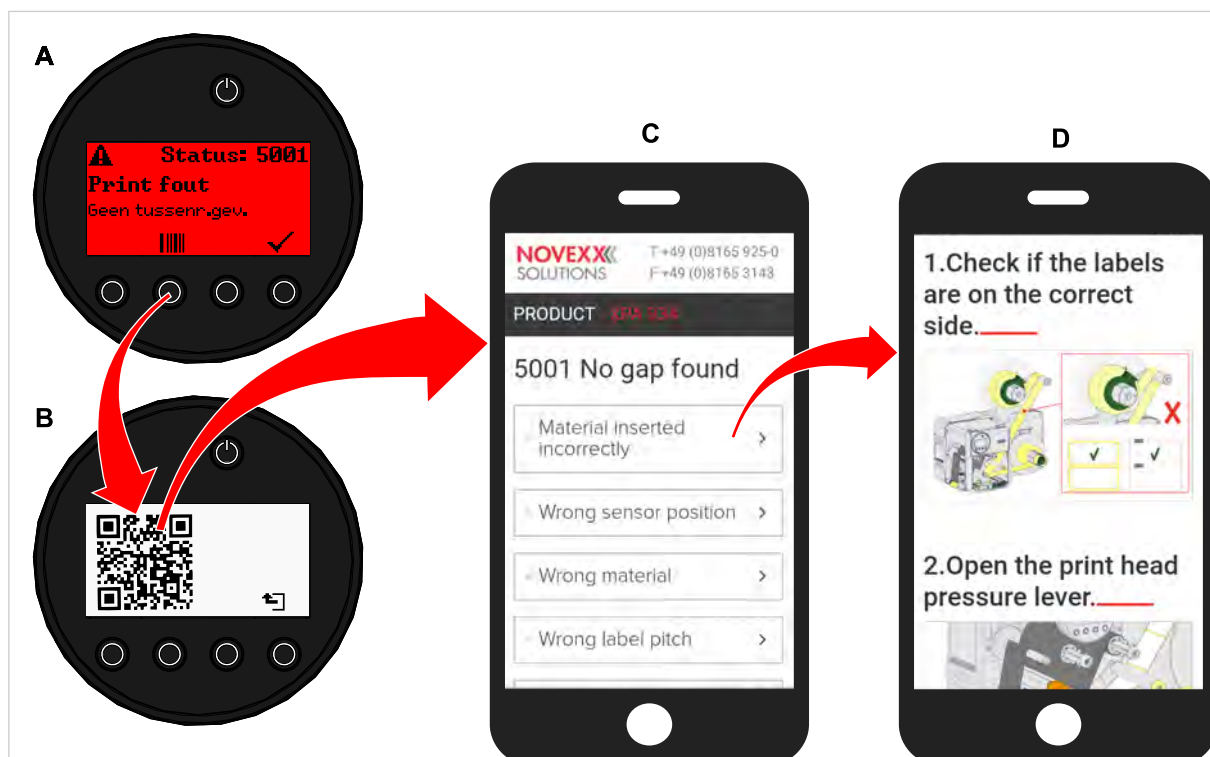 A
Status: 5001
Print fout
Geen tussenr.gev.
B
C
NOVEXX
SOLUTIONS
T +49 (0)8165 925-0
F +49 (0)8165 3143
PRODUCT
5001 No gap found
Material inserted
incorrectly
Wrong sensor position
Wrong material
Wrong label pitch
D
1.Check if the labels
are on the correct
side.
X
2.Open the print head
pressure lever.